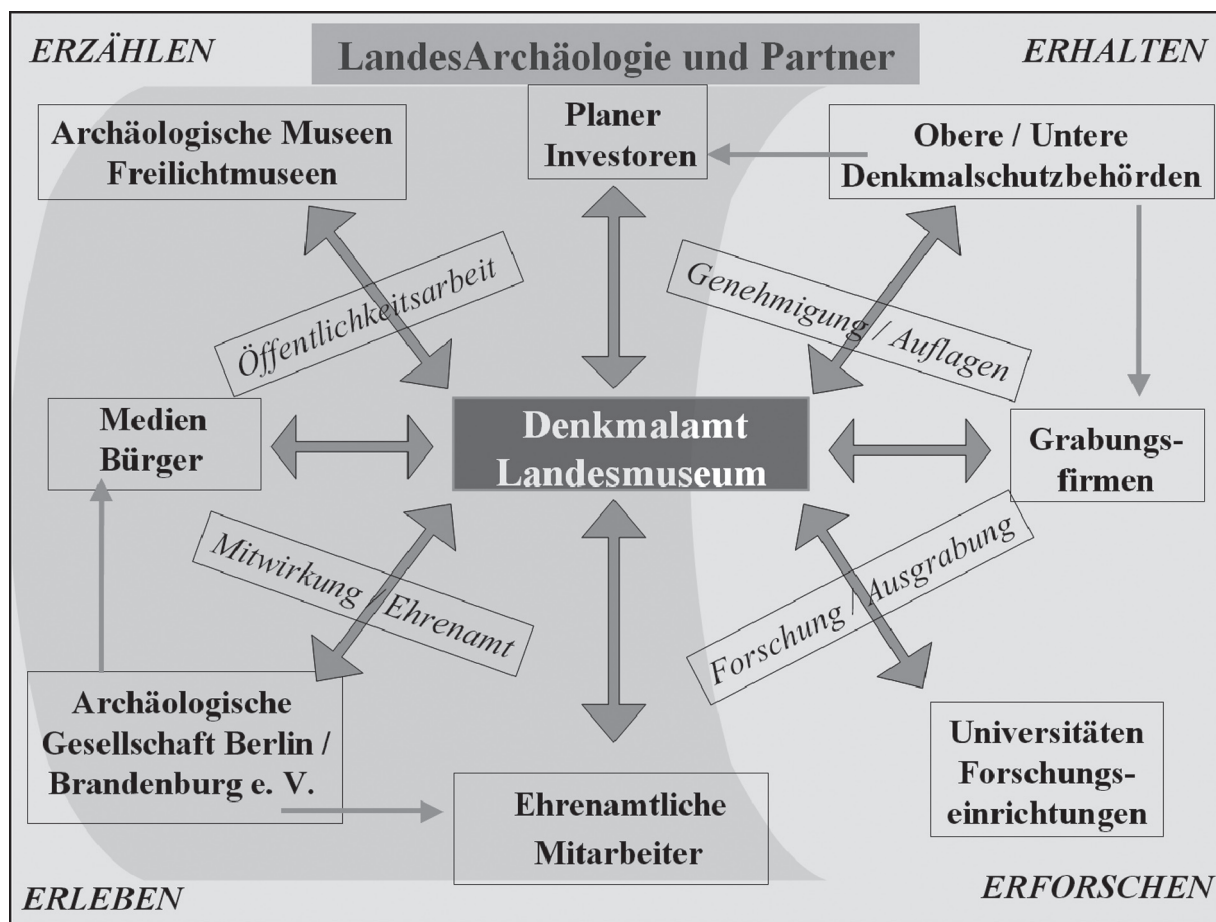 ERZÄHLEN
LandesArchäologie und Partner
ERHALTEN
Archäologische Museen
Freilichtmuseen
Planer
Investoren
Obere / Untere
Denkmalschutzbehörden
Öffentlichkeitsarbeit
Genehmigung / Auflagen
Medien
Bürger
Denkmalamt
Landesmuseum
Grabungs-
firmen
Mitwirkung / Ehrenamt
Forschung / Ausgrabung
Archäologische
Gesellschaft Berlin /
Brandenburg e. V.
Ehrenamtliche
Mitarbeiter
Universitäten
Forschungs-
einrichtungen
ERLEBEN
ERFORSCHEN